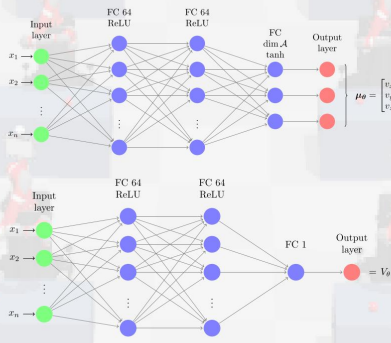 Input
layer
FC 64
ReLU
FC 64
ReLU
FC
dim 𝒜
tanh
Output
layer
x₁
x₂
⋮
xₙ
⋮
⋮
μ_θ =
Input
layer
FC 64
ReLU
FC 64
ReLU
FC 1
Output
layer
x₁
x₂
⋮
xₙ
⋮
⋮
= V_θ